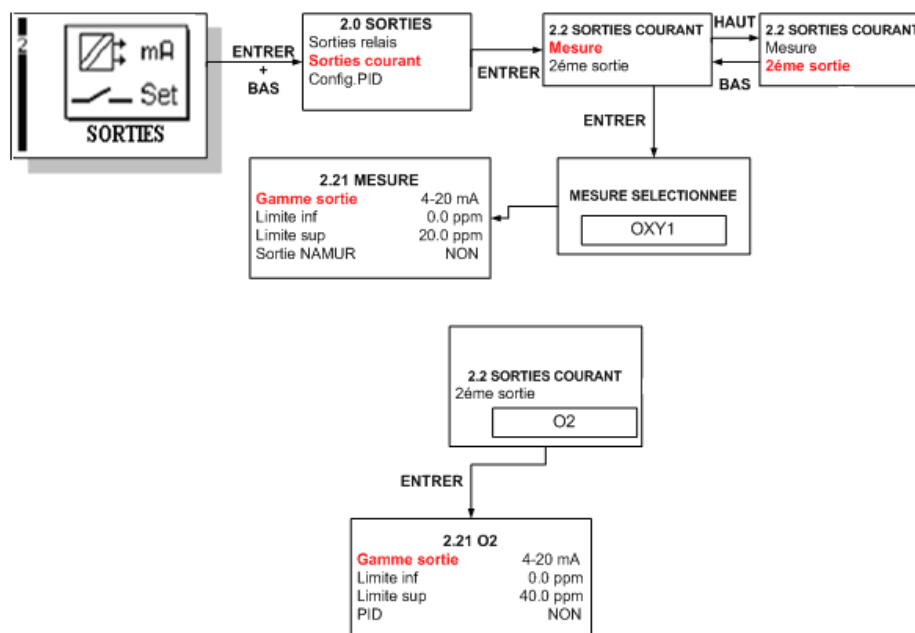 2
mA
Set
SORTIES
ENTRER
+
BAS
2.0 SORTIES
Sorties relais
Sorties courant
Config.PID
ENTRER
2.2 SORTIES COURANT
Mesure
2éme sortie
HAUT
BAS
2.2 SORTIES COURANT
Mesure
2éme sortie
ENTRER
MESURE SELECTIONNEE
OXY1
2.21 MESURE
Gamme sortie 4-20 mA
Limite inf 0.0 ppm
Limite sup 20.0 ppm
Sortie NAMUR NON
2.2 SORTIES COURANT
2éme sortie
O2
ENTRER
2.21 O2
Gamme sortie 4-20 mA
Limite inf 0.0 ppm
Limite sup 40.0 ppm
PID NON